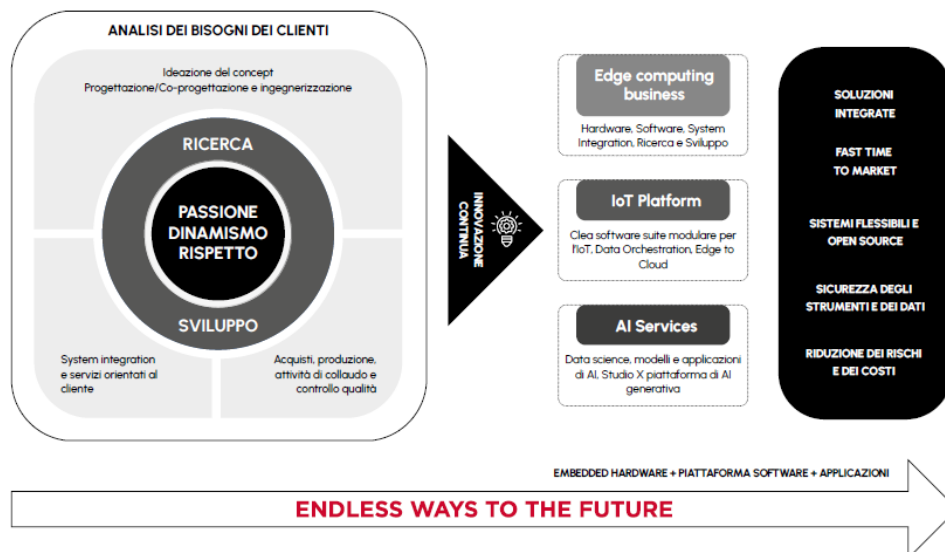 ANALISI DEI BISOGNI DEI CLIENTI
Ideazione del concept
Progettazione/Co-progettazione e ingegnerizzazione
RICERCA
PASSIONE
DINAMISMO
RISPETTO
SVILUPPO
System integration
e servizi orientati al
cliente
Acquisti, produzione,
attività di collaudo e
controllo qualità
INNOVAZIONE
CONTINUA
Edge computing
business
Hardware, Software, System
Integration, Ricerca e Sviluppo
IoT Platform
Clea software suite modulare per
l'IoT, Data Orchestration, Edge to
Cloud
AI Services
Data science, modelli e applicazioni
di AI, Studio X piattaforma di AI
generativa
SOLUZIONI
INTEGRATE
FAST TIME
TO MARKET
SISTEMI FLESSIBILI E
OPEN SOURCE
SICUREZZA DEGLI
STRUMENTI E DEI DATI
RIDUZIONE DEI RISCHI
E DEI COSTI
EMBEDDED HARDWARE + PIATTAFORMA SOFTWARE + APPLICAZIONI
ENDLESS WAYS TO THE FUTURE